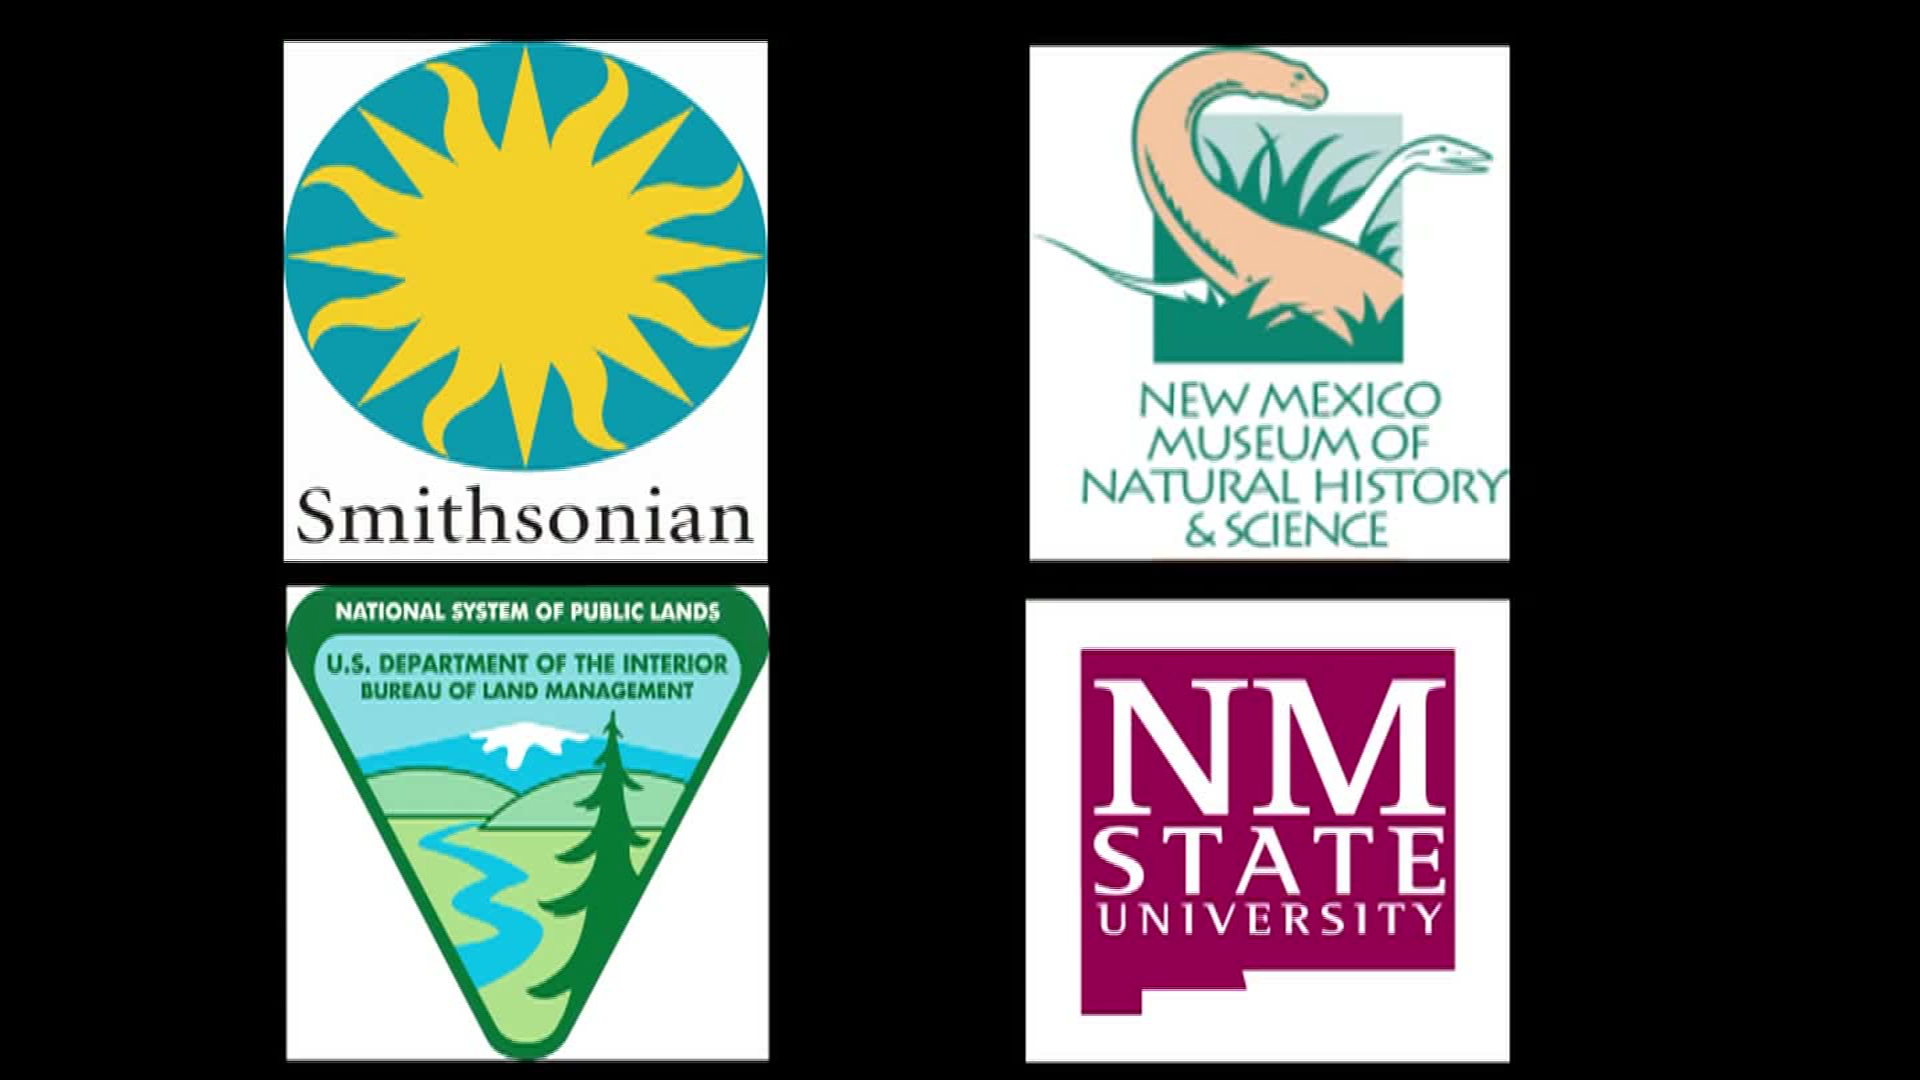 Smithsonian
NEW MEXICO
MUSEUM OF
NATURAL HISTORY
& SCIENCE
NATIONAL SYSTEM OF PUBLIC LANDS
U.S. DEPARTMENT OF THE INTERIOR
BUREAU OF LAND MANAGEMENT
NM
STATE
UNIVERSITY